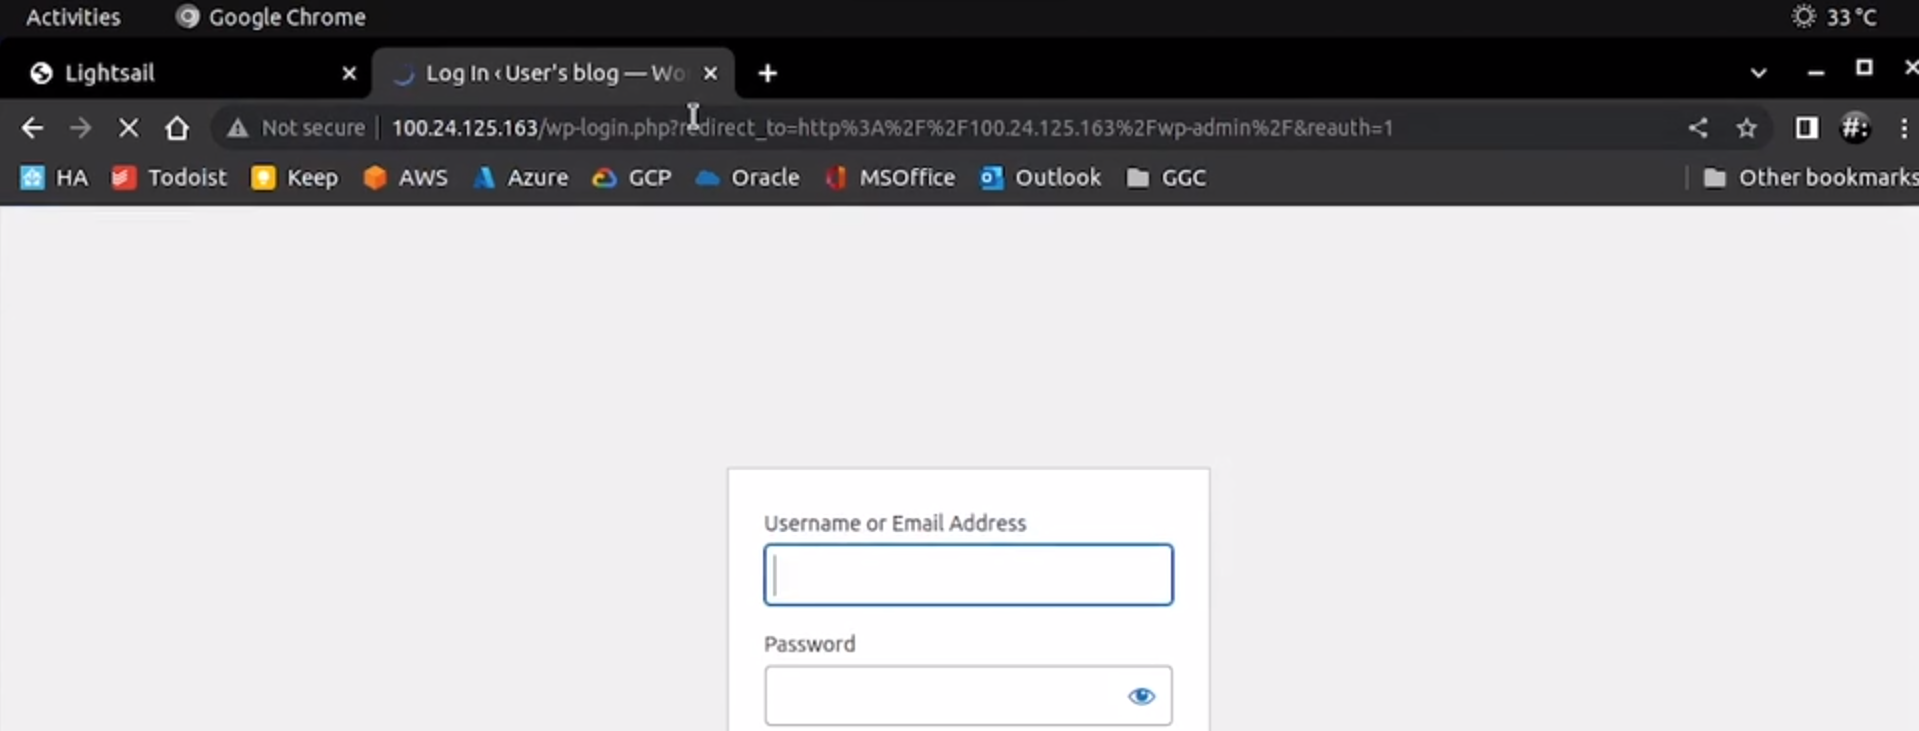 Activities Google Chrome 33 °C
Lightsail Log In ‹ User's blog — Wo
Not secure 100.24.125.163/wp-login.php?redirect_to=http%3A%2F%2F100.24.125.163%2Fwp-admin%2F&reauth=1
#:
HA Todoist Keep AWS Azure GCP Oracle MSOffice Outlook GGC Other bookmarks
Username or Email Address
Password